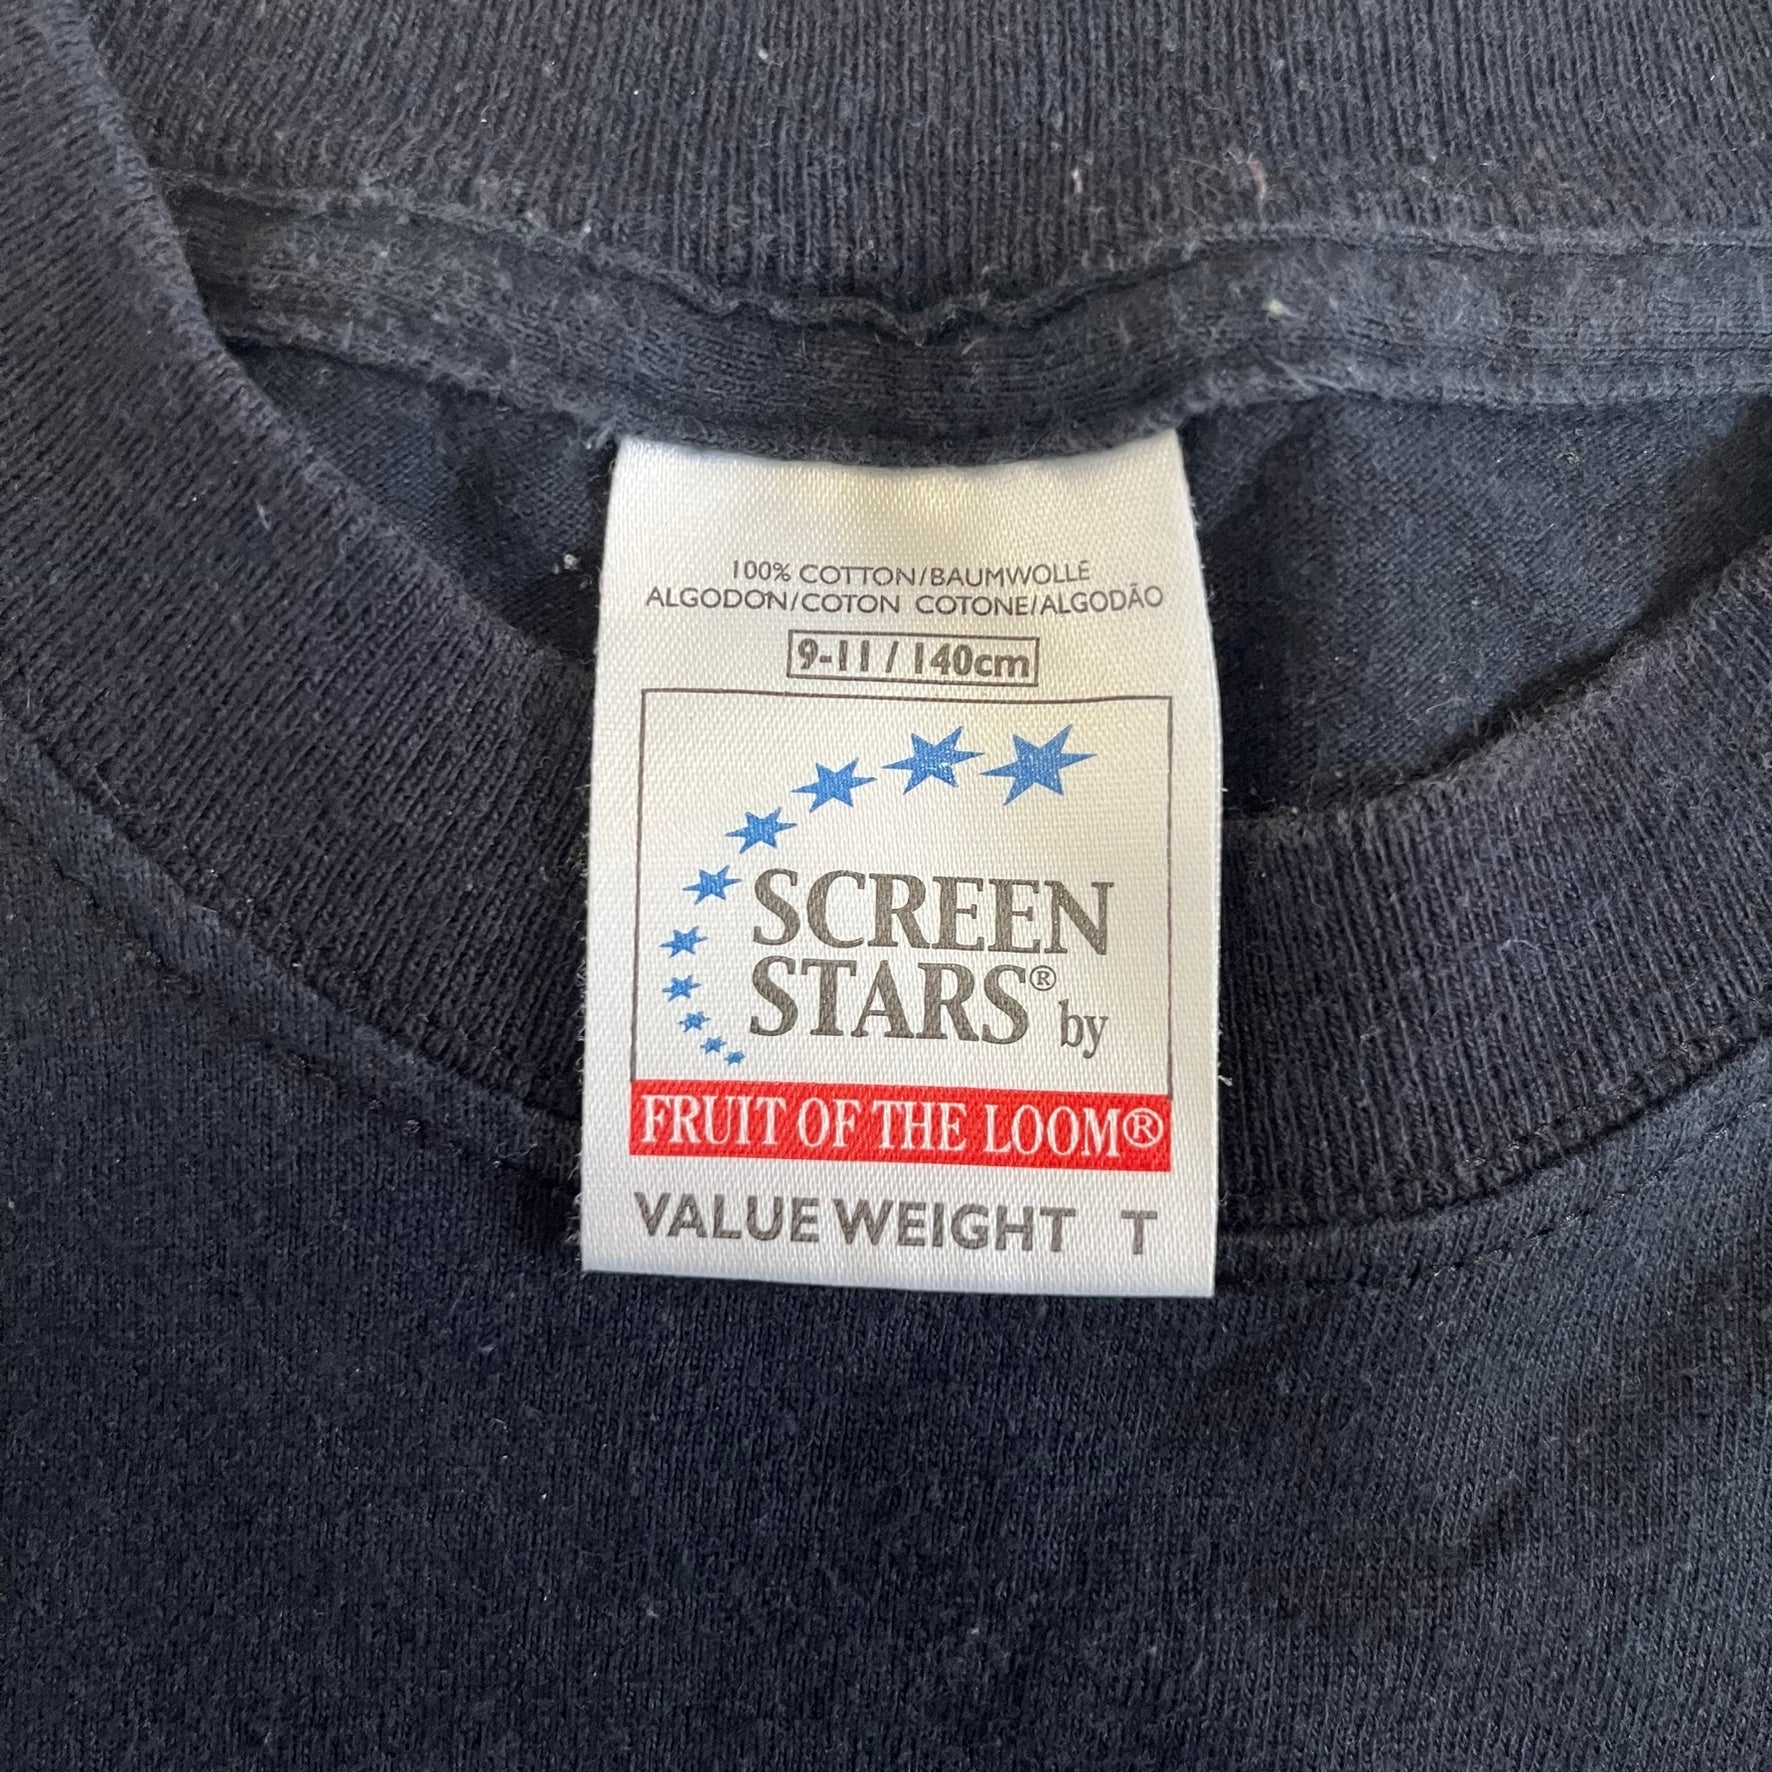 100% COTTON/BAUMWOLLE
ALGODON/COTON COTONE/ALGODÃO
9-11 / 140cm
SCREEN
STARS® by
FRUIT OF THE LOOM®
VALUE WEIGHT T